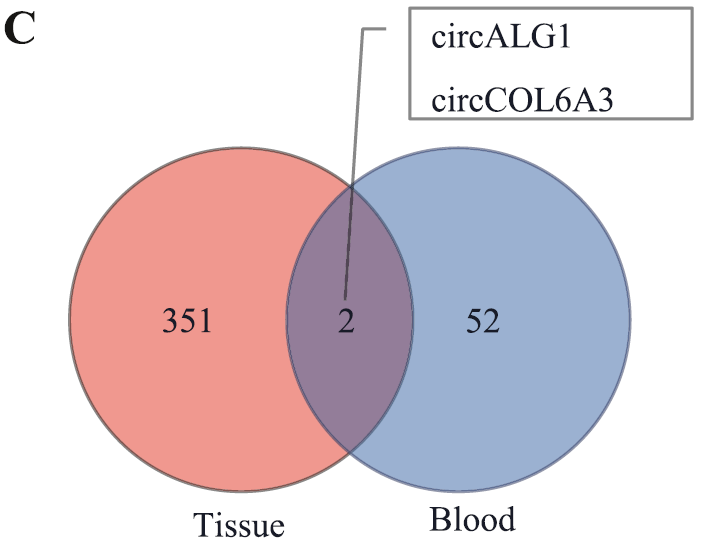 C
circALG1
circCOL6A3
351
2
52
Tissue
Blood